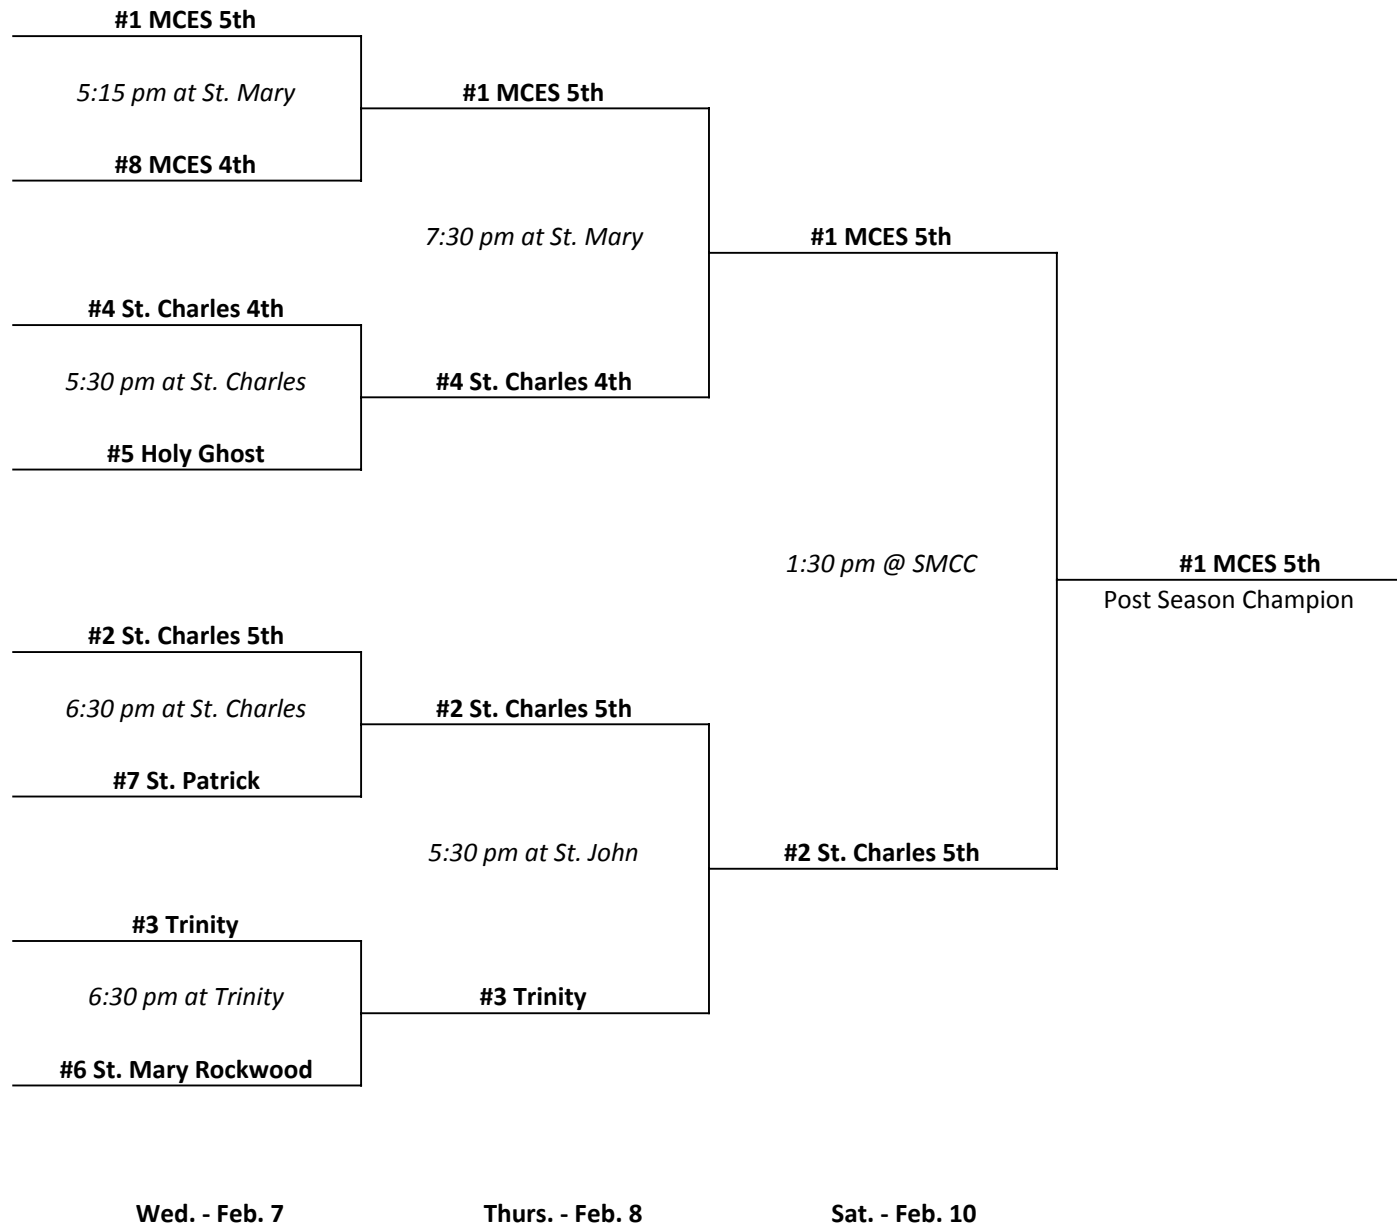 #1 MCES 5th
5:15 pm at St. Mary
#1 MCES 5th
#8 MCES 4th
7:30 pm at St. Mary
#1 MCES 5th
#4 St. Charles 4th
5:30 pm at St. Charles
#4 St. Charles 4th
#5 Holy Ghost
1:30 pm @ SMCC
#1 MCES 5th
Post Season Champion
#2 St. Charles 5th
6:30 pm at St. Charles
#2 St. Charles 5th
#7 St. Patrick
5:30 pm at St. John
#2 St. Charles 5th
#3 Trinity
6:30 pm at Trinity
#3 Trinity
#6 St. Mary Rockwood
Wed. - Feb. 7
Thurs. - Feb. 8
Sat. - Feb. 10